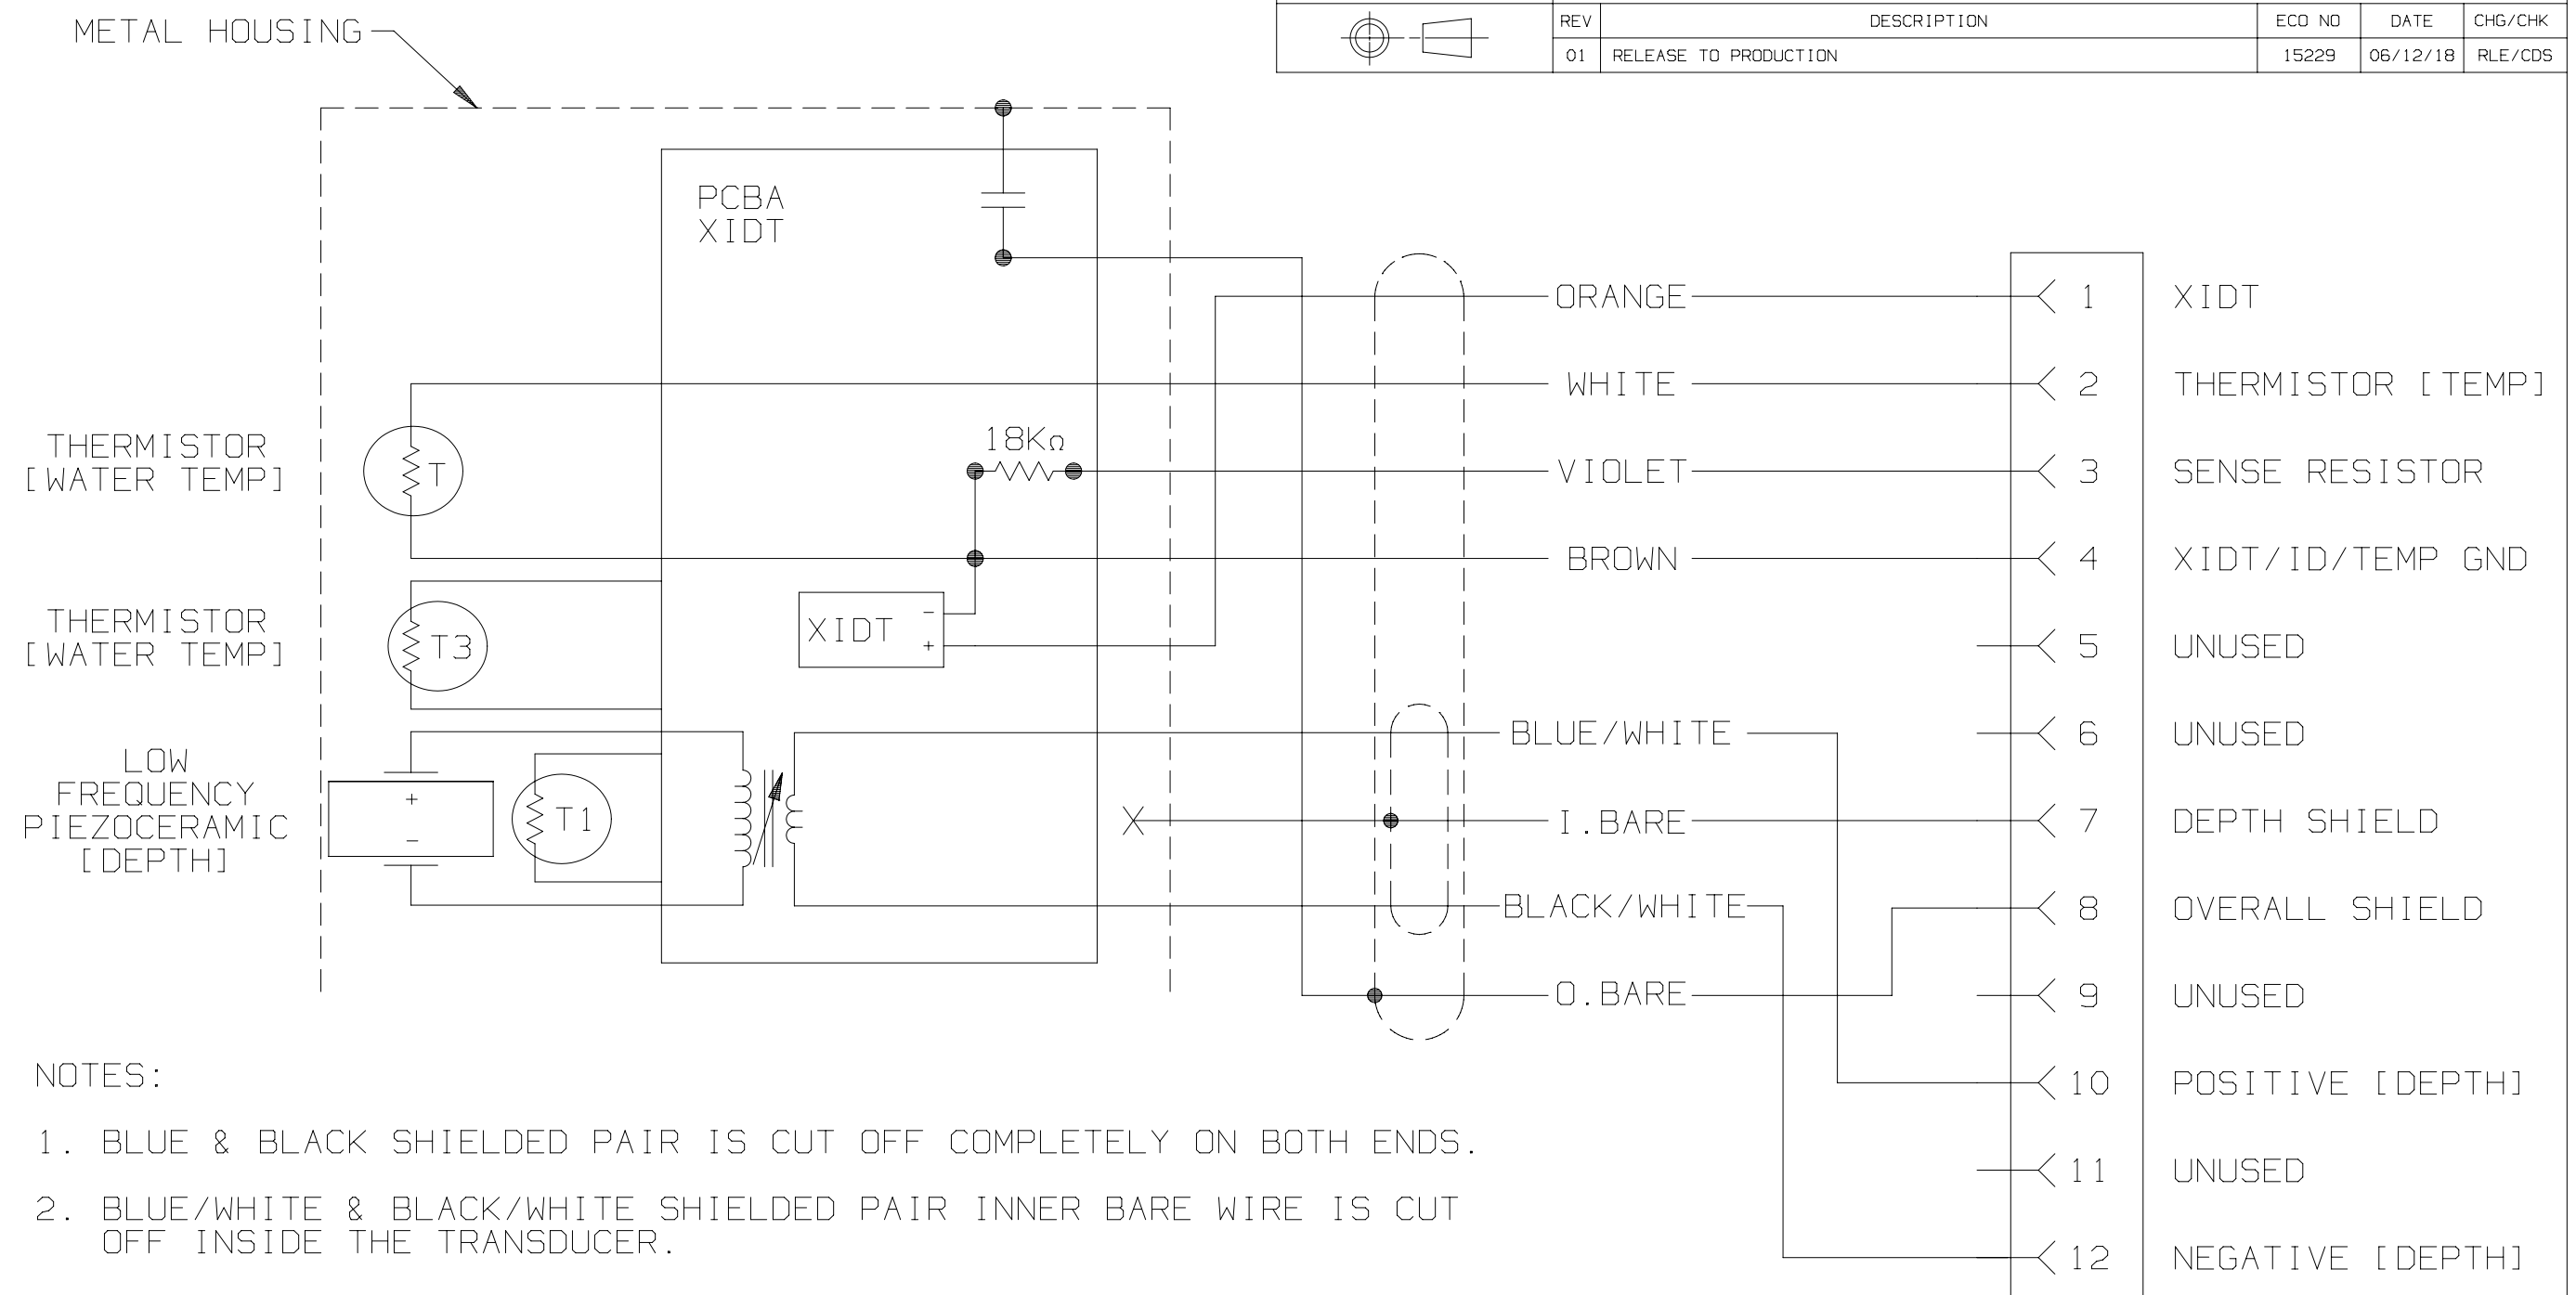 METAL HOUSING
REV DESCRIPTION ECO NO DATE CHG/CHK
01 RELEASE TO PRODUCTION 15229 06/12/18 RLE/CDS
PCBA
XIDT
ORANGE
1 XIDT
WHITE
2 THERMISTOR [TEMP]
THERMISTOR
[WATER TEMP]
T
18KΩ
VIOLET
3 SENSE RESISTOR
BROWN
4 XIDT/ID/TEMP GND
THERMISTOR
[WATER TEMP]
T3
XIDT
-
+
5 UNUSED
BLUE/WHITE
6 UNUSED
LOW
FREQUENCY
PIEZOCERAMIC
[DEPTH]
+
-
T1
I.BARE
7 DEPTH SHIELD
BLACK/WHITE
8 OVERALL SHIELD
O.BARE
9 UNUSED
10 POSITIVE [DEPTH]
11 UNUSED
12 NEGATIVE [DEPTH]
NOTES:
1. BLUE & BLACK SHIELDED PAIR IS CUT OFF COMPLETELY ON BOTH ENDS.
2. BLUE/WHITE & BLACK/WHITE SHIELDED PAIR INNER BARE WIRE IS CUT
OFF INSIDE THE TRANSDUCER.